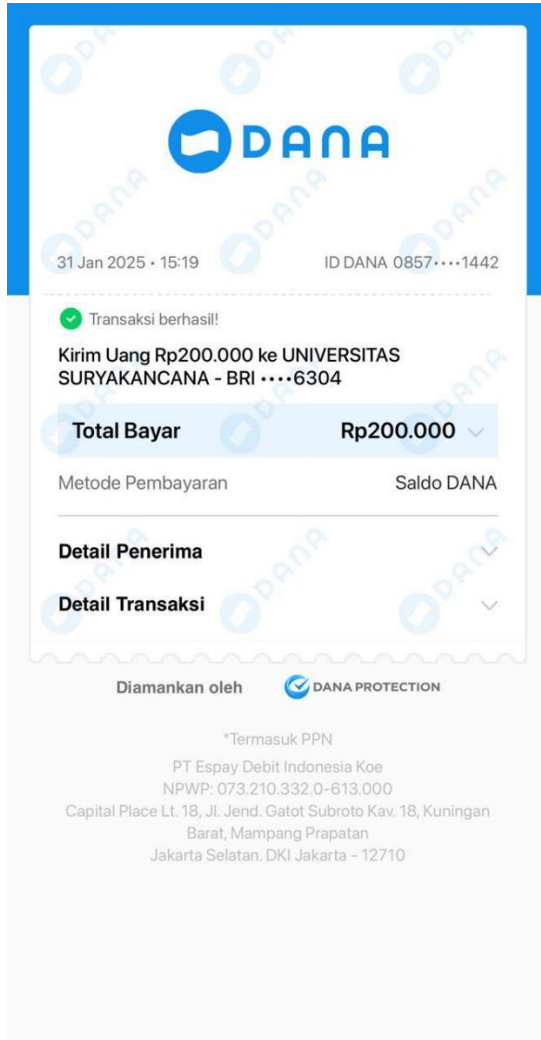 DANA
31 Jan 2025 • 15:19 ID DANA 0857••••1442
Transaksi berhasil!
Kirim Uang Rp200.000 ke UNIVERSITAS
SURYAKANCANA - BRI ••••6304
Total Bayar Rp200.000
Metode Pembayaran Saldo DANA
Detail Penerima
Detail Transaksi
Diamankan oleh DANA PROTECTION
*Termasuk PPN
PT Espay Debit Indonesia Koe
NPWP: 073.210.332.0-613.000
Capital Place Lt. 18, Jl. Jend. Gatot Subroto Kav. 18, Kuningan
Barat, Mampang Prapatan
Jakarta Selatan. DKI Jakarta - 12710